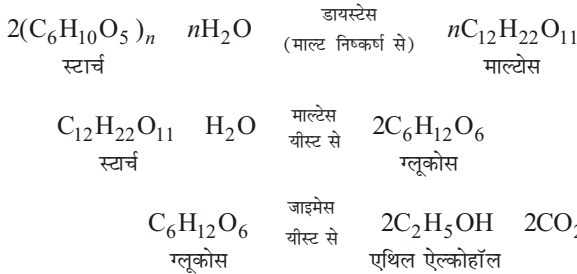 डायस्टेस
2(C₆H₁₀O₅)ₙ nH₂O (माल्ट निष्कर्ष से) nC₁₂H₂₂O₁₁
स्टार्च माल्टोस
माल्टेस
C₁₂H₂₂O₁₁ H₂O यीस्ट से 2C₆H₁₂O₆
स्टार्च ग्लूकोस
जाइमेस
C₆H₁₂O₆ यीस्ट से 2C₂H₅OH 2CO₂
ग्लूकोस एथिल ऐल्कोहॉल